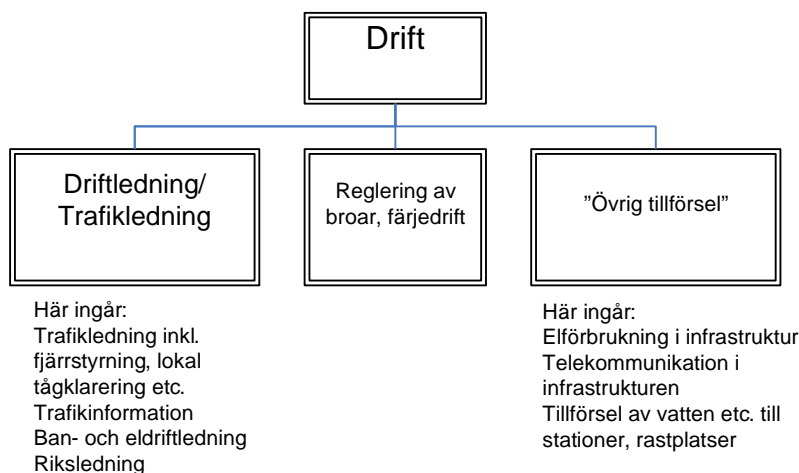 Drift
Driftledning/
Trafikledning
Reglering av
broar, färjedrift
”Övrig tillförsel”
Här ingår:
Trafikledning inkl.
fjärrstyrning, lokal
tågklarering etc.
Trafikinformation
Ban- och eldriftledning
Riksledning
Här ingår:
Elförbrukning i infrastruktur
Telekommunikation i
infrastrukturen
Tillförsel av vatten etc. till
stationer, rastplatser